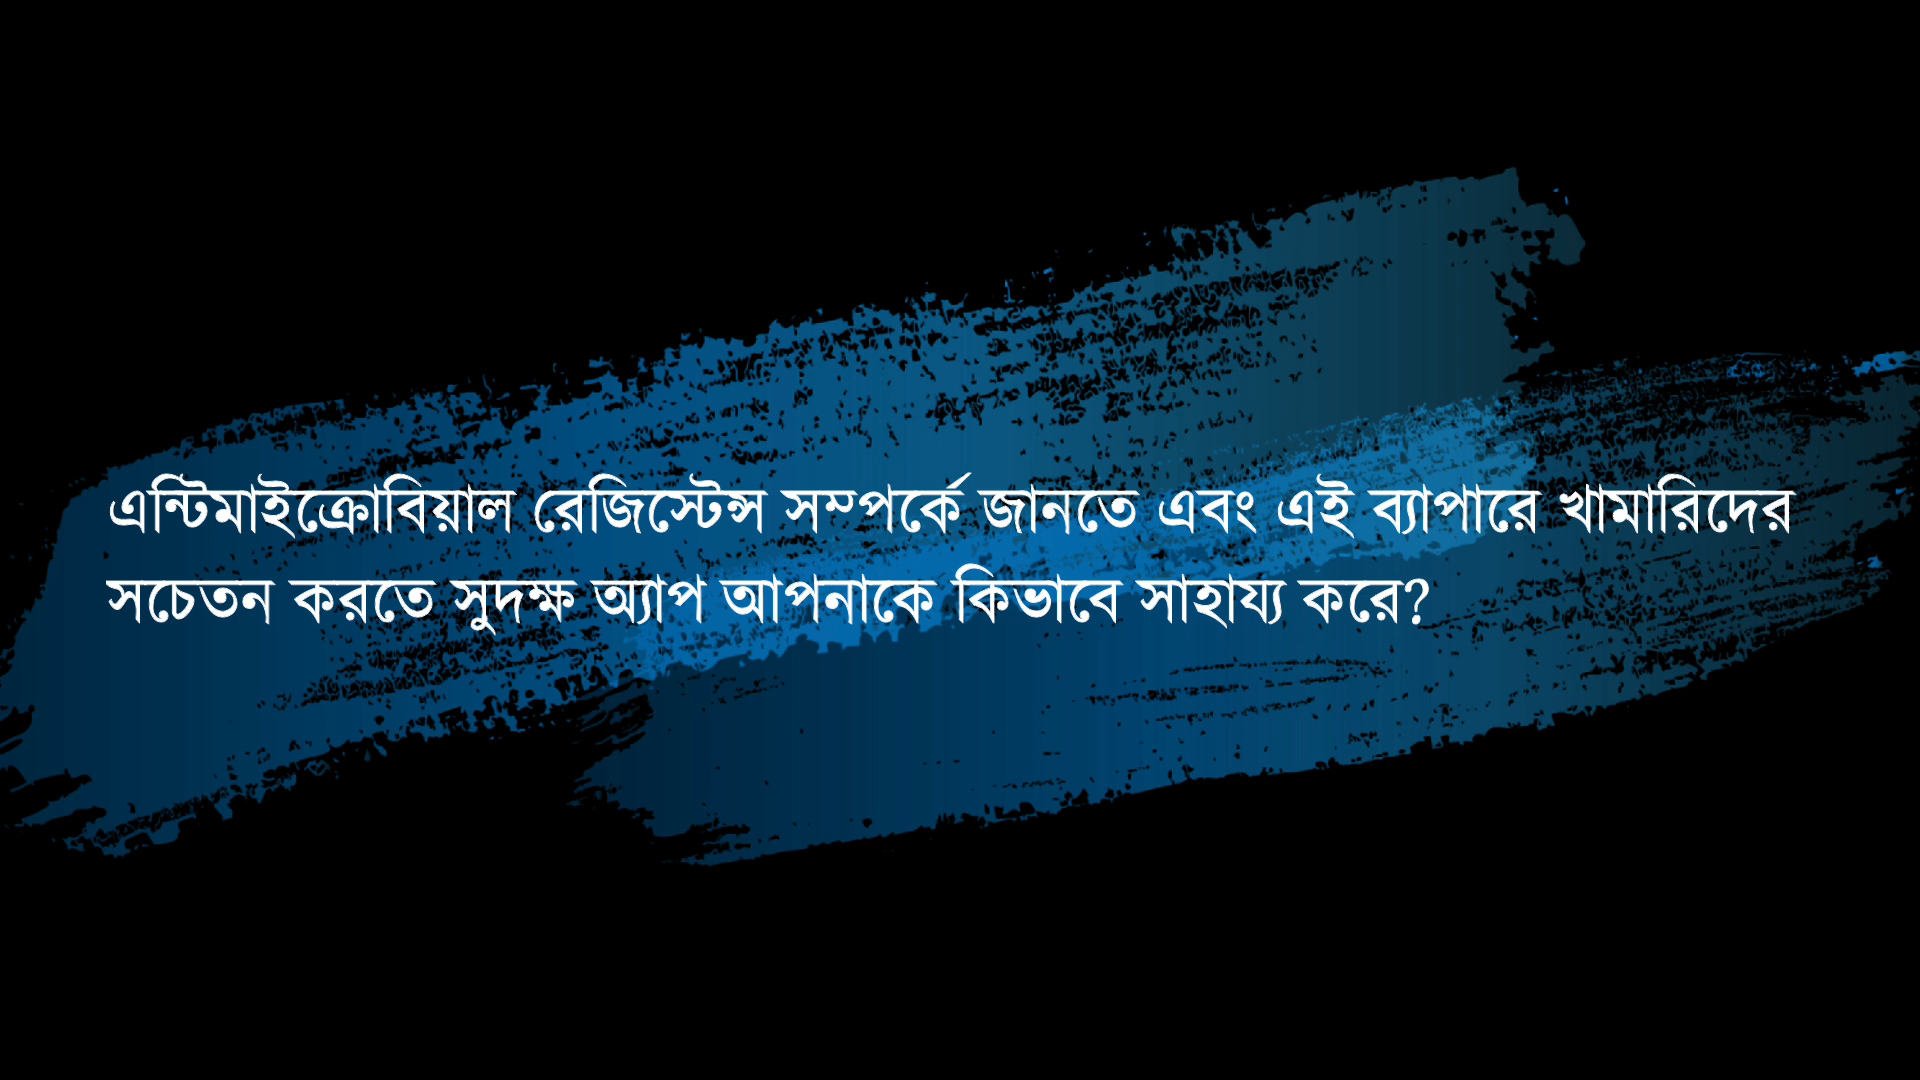 এন্টিমাইক্রোবিয়াল রেজিস্টেন্স সম্পর্কে জানতে এবং এই ব্যাপারে খামারিদের
সচেতন করতে সুদক্ষ অ্যাপ আপনাকে কিভাবে সাহায্য করে?